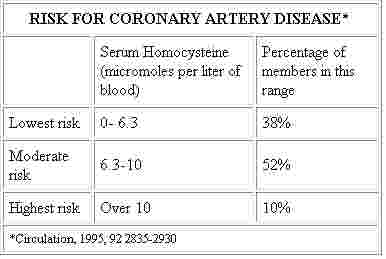 RISK FOR CORONARY ARTERY DISEASE*
Serum Homocysteine
(micromoles per liter of
blood)
Percentage of
members in this
range
Lowest risk
0- 6.3
38%
Moderate
risk
6.3-10
52%
Highest risk
Over 10
10%
*Circulation, 1995, 92 2835-2930